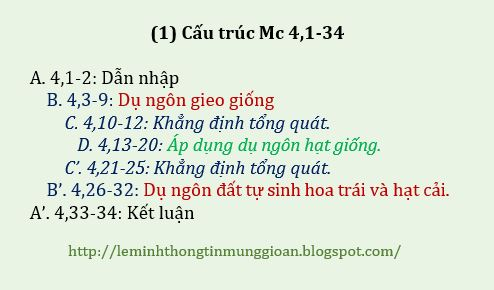 (1) Cấu trúc Mc 4,1-34
A. 4,1-2: Dẫn nhập
B. 4,3-9: Dụ ngôn gieo giống
C. 4,10-12: Khẳng định tổng quát.
D. 4,13-20: Áp dụng dụ ngôn hạt giống.
C’. 4,21-25: Khẳng định tổng quát.
B’. 4,26-32: Dụ ngôn đất tự sinh hoa trái và hạt cải.
A’. 4,33-34: Kết luận
http://leminhthongtinmunggioan.blogspot.com/